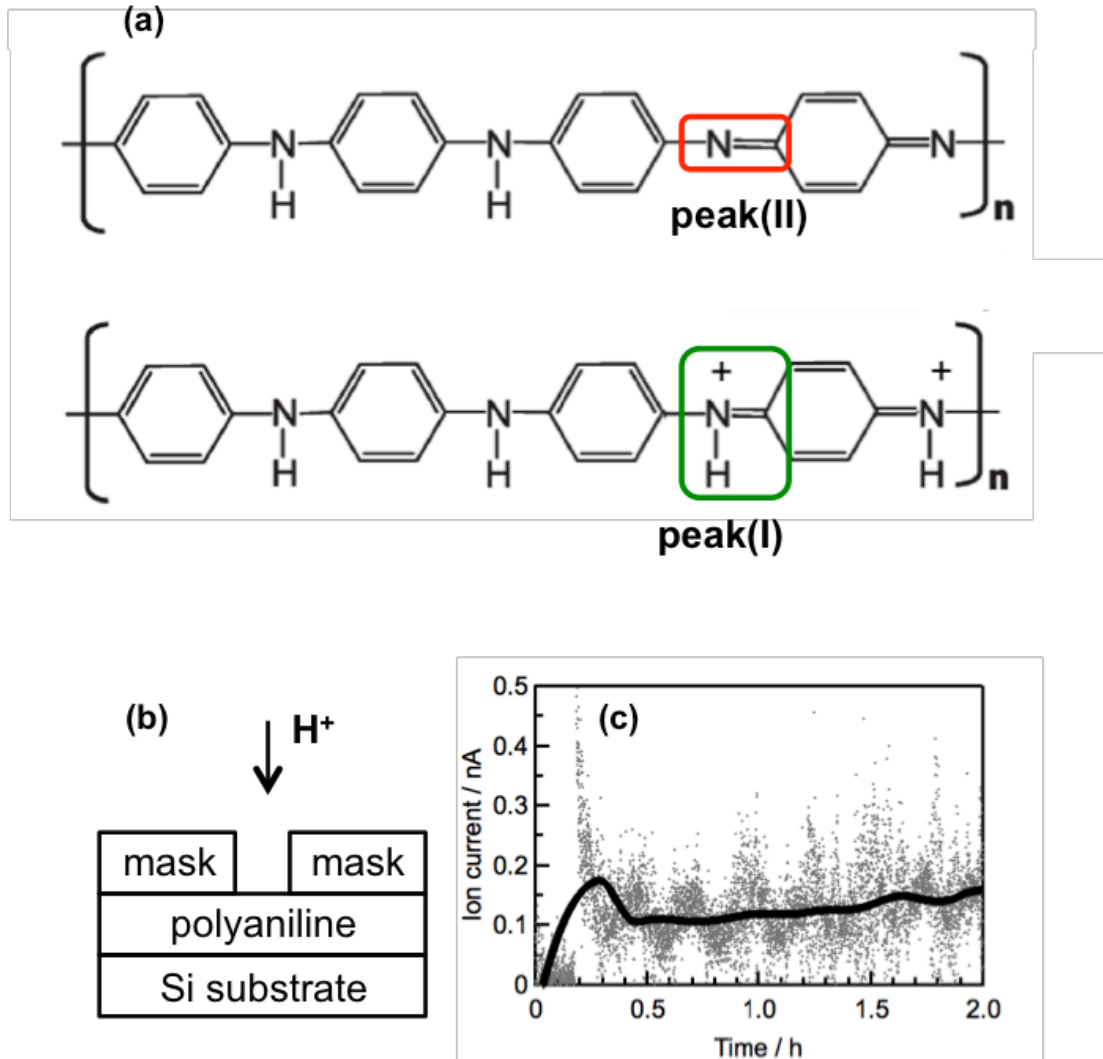 (a)
N N N N
H H
n
peak(II)
+ +
N N N N
H H H H
n
peak(I)
(b)
H+
mask mask
polyaniline
Si substrate
(c)
Ion current / nA
0.5
0.4
0.3
0.2
0.1
0
0 0.5 1.0 1.5 2.0
Time / h